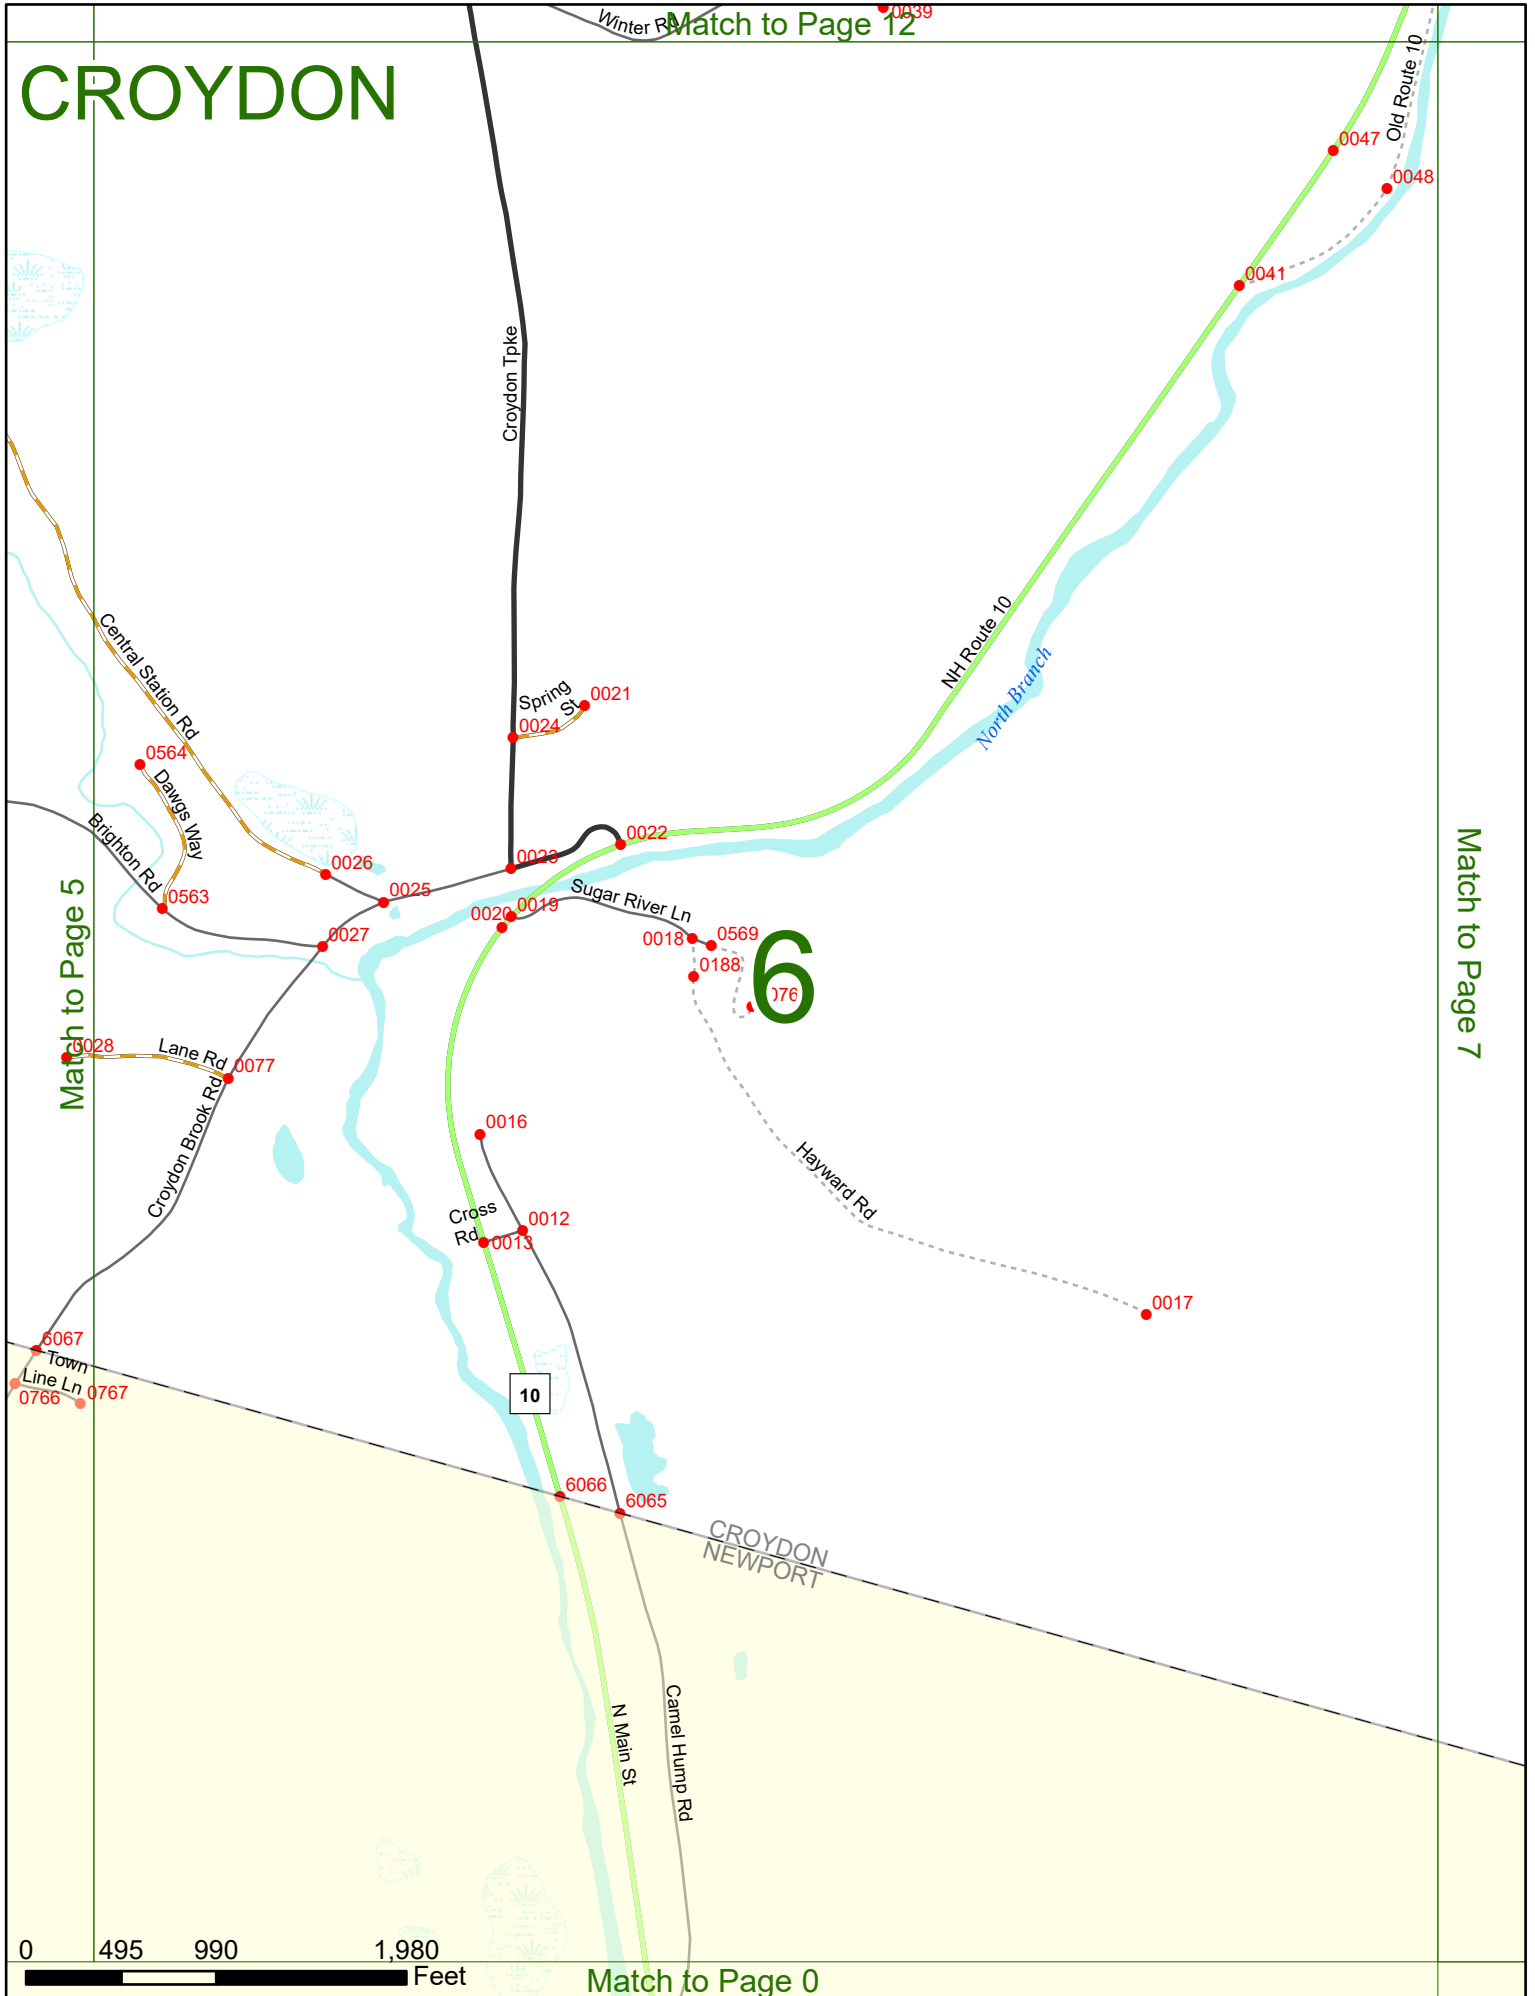 Winter Rd
Match to Page 12
0039
CROYDON
Old Route 10
0047
0048
0041
Croydon Tpke
NH Route 10
North Branch
Central Station Rd
Spring
St
0021
0024
0564
Dawgs Way
Brighton Rd
0022
0026
0023
0025
0563
Sugar River Ln
0020
0019
0027
0018
0569
6
0188
Match to Page 5
Match to Page 7
0028
Lane Rd
0077
Croydon Brook Rd
0016
Hayward Rd
Cross
Rd
0012
0013
0017
6067
Town
Line Ln
0766
0767
10
6066
6065
CROYDON
NEWPORT
N Main St
Camel Hump Rd
0 495 990 1,980
Feet
Match to Page 0